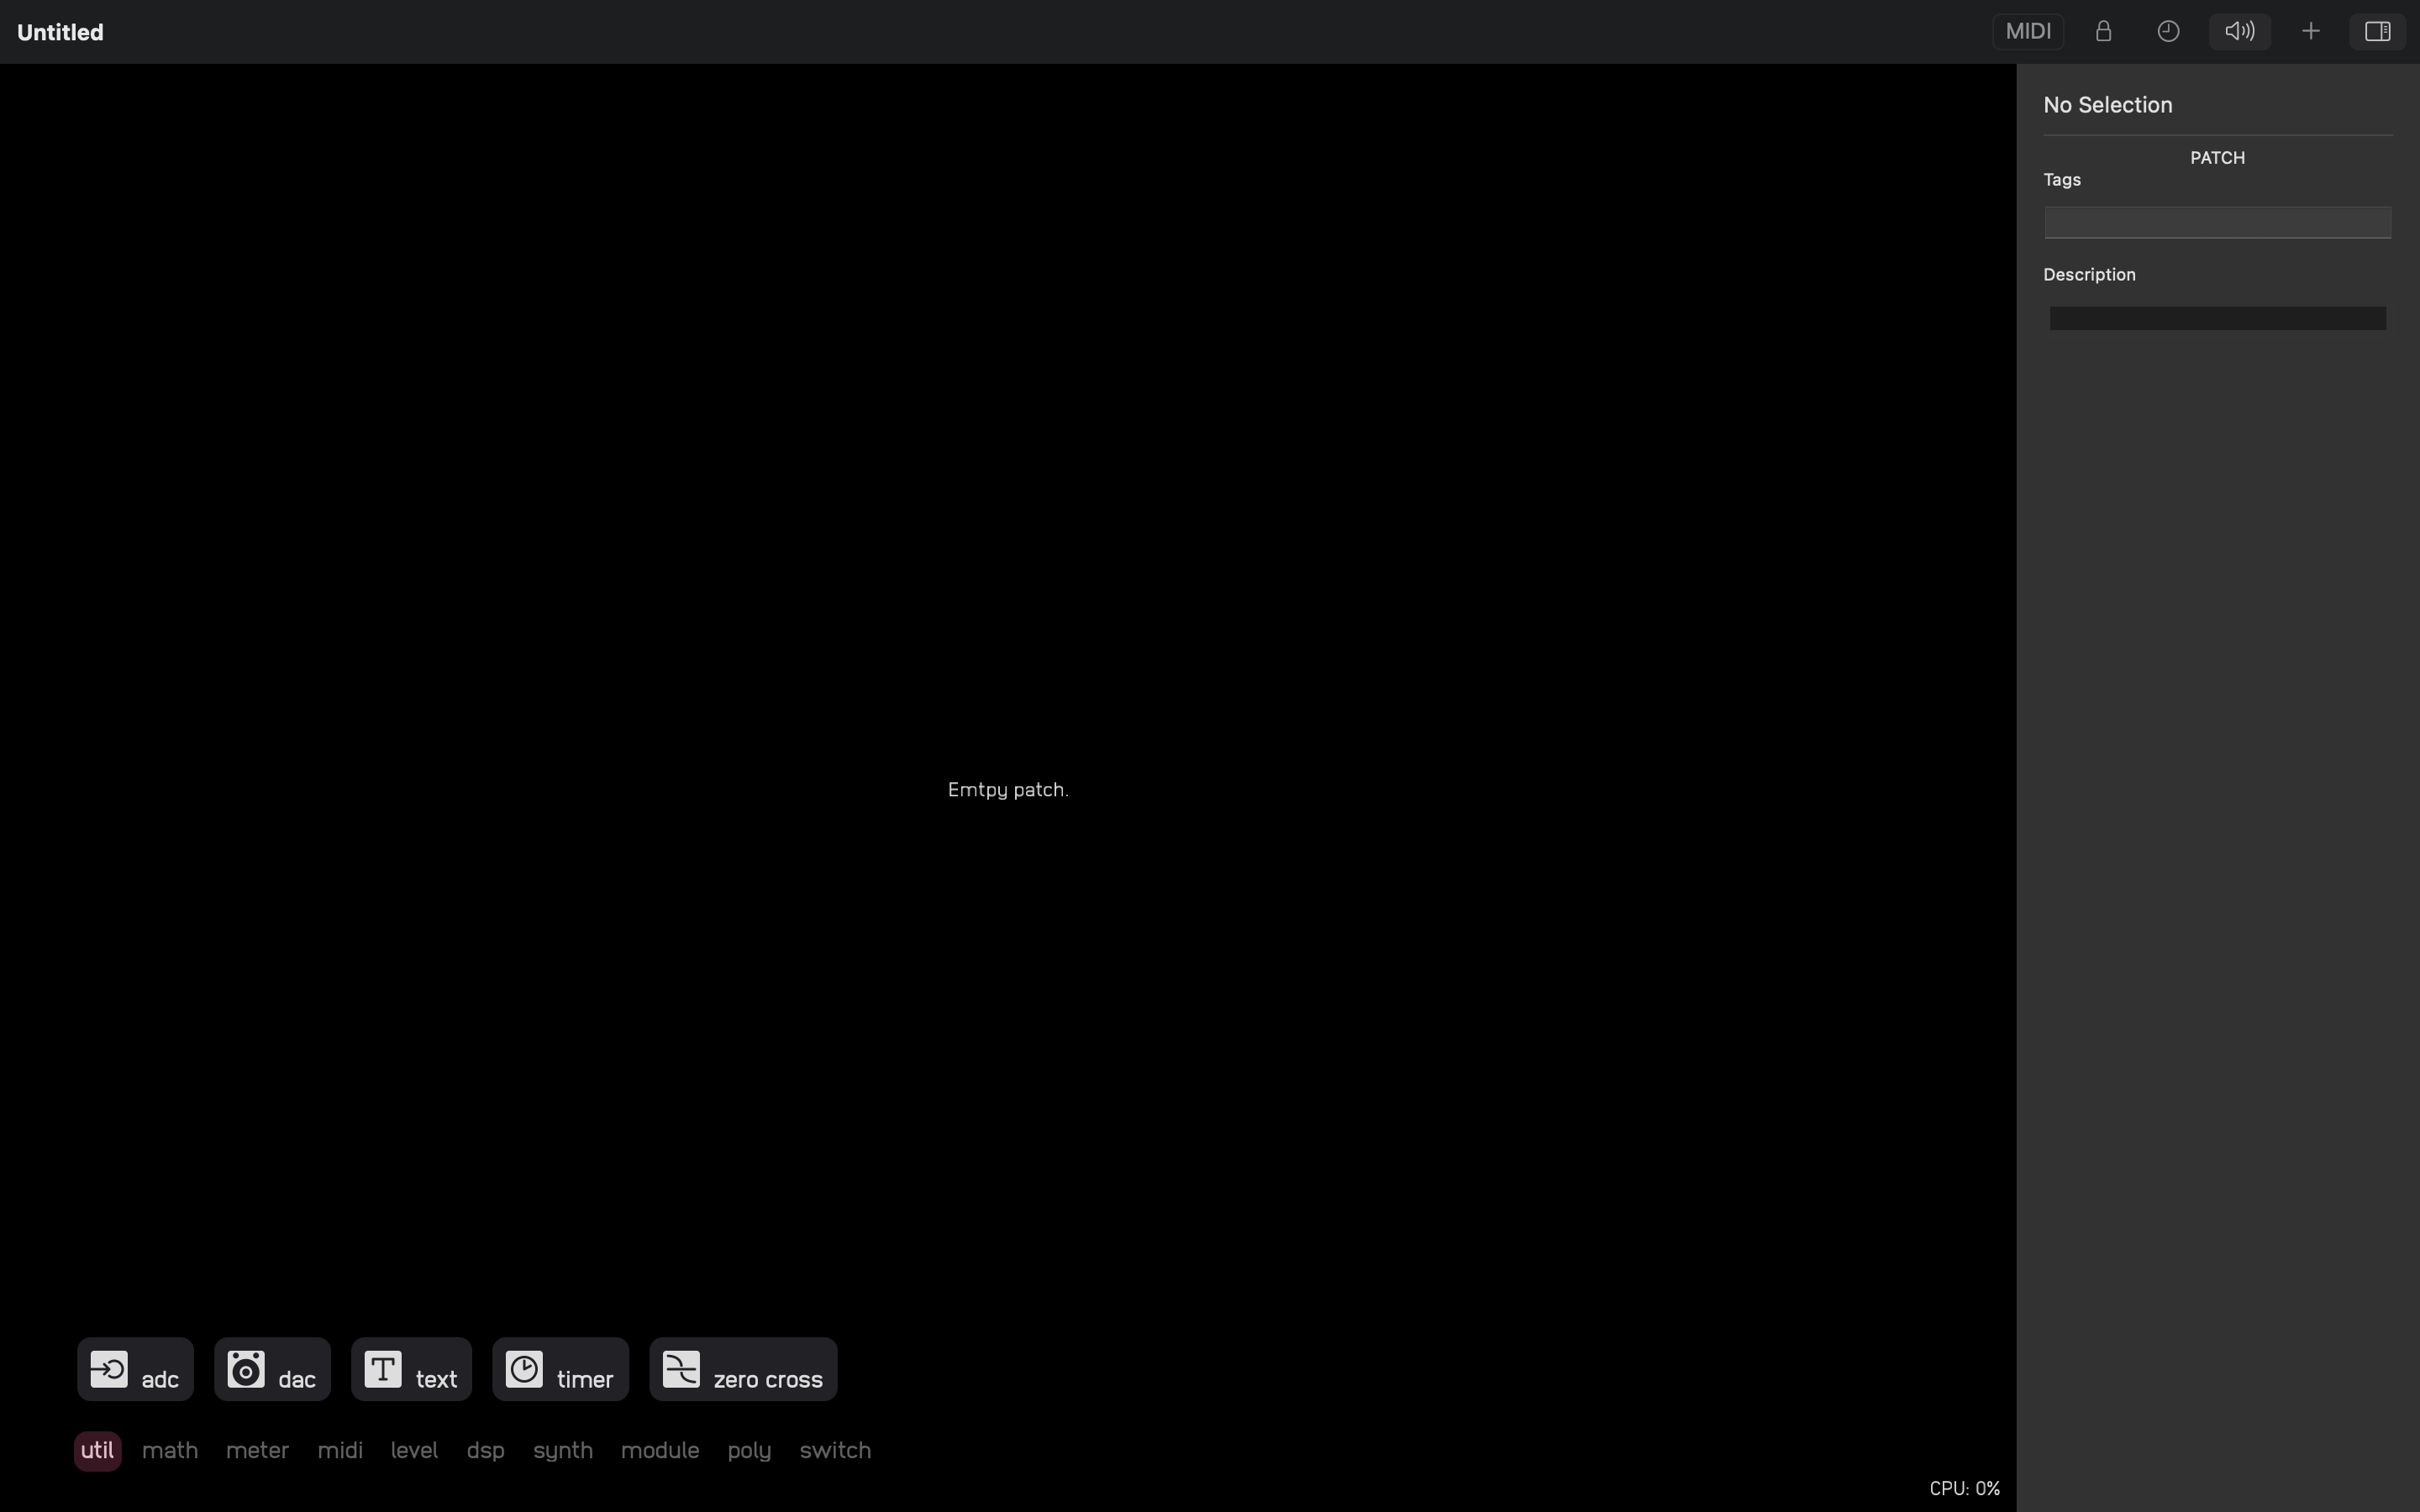 Untitled
MIDI
No Selection
PATCH
Tags
Description
Emtpy patch.
adc dac text timer zero cross
util math meter midi level dsp synth module poly switch
CPU: 0%